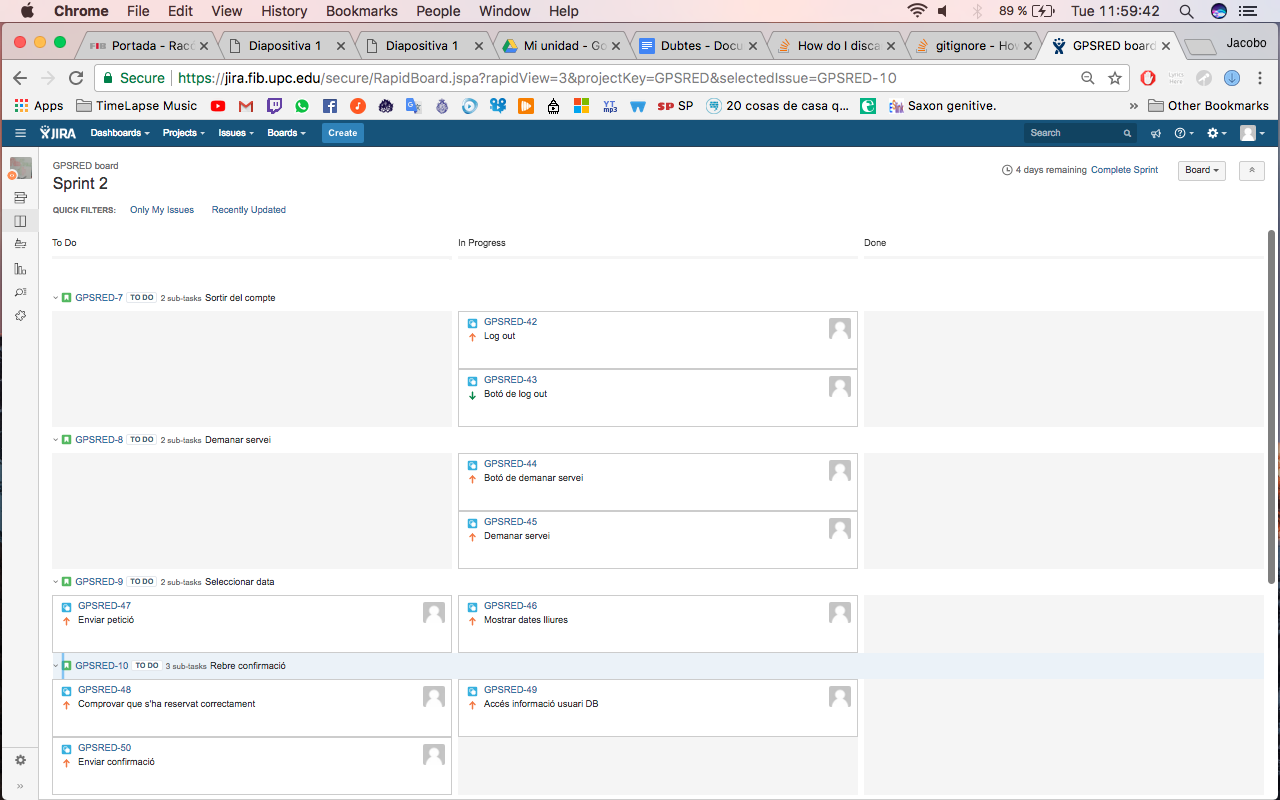 Chrome File Edit View History Bookmarks People Window Help 89 % Tue 11:59:42
Portada - Racó Diapositiva 1 Diapositiva 1 Mi unidad - Go Dubtes - Docu How do I disca gitignore - How GPSRED board Jacobo
Secure https://jira.fib.upc.edu/secure/RapidBoard.jspa?rapidView=3&projectKey=GPSRED&selectedIssue=GPSRED-10
Apps TimeLapse Music YT mp3 SP SP 20 cosas de casa q... Saxon genitive. » Other Bookmarks
JIRA Dashboards Projects Issues Boards Create Search
GPSRED board
Sprint 2
4 days remaining Complete Sprint Board
QUICK FILTERS: Only My Issues Recently Updated
To Do In Progress Done
GPSRED-7 TO DO 2 sub-tasks Sortir del compte
GPSRED-42
Log out
GPSRED-43
Botó de log out
GPSRED-8 TO DO 2 sub-tasks Demanar servei
GPSRED-44
Botó de demanar servei
GPSRED-45
Demanar servei
GPSRED-9 TO DO 2 sub-tasks Seleccionar data
GPSRED-47 GPSRED-46
Enviar petició Mostrar dates lliures
GPSRED-10 TO DO 3 sub-tasks Rebre confirmació
GPSRED-48 GPSRED-49
Comprovar que s'ha reservat correctament Accés informació usuari DB
GPSRED-50
Enviar confirmació